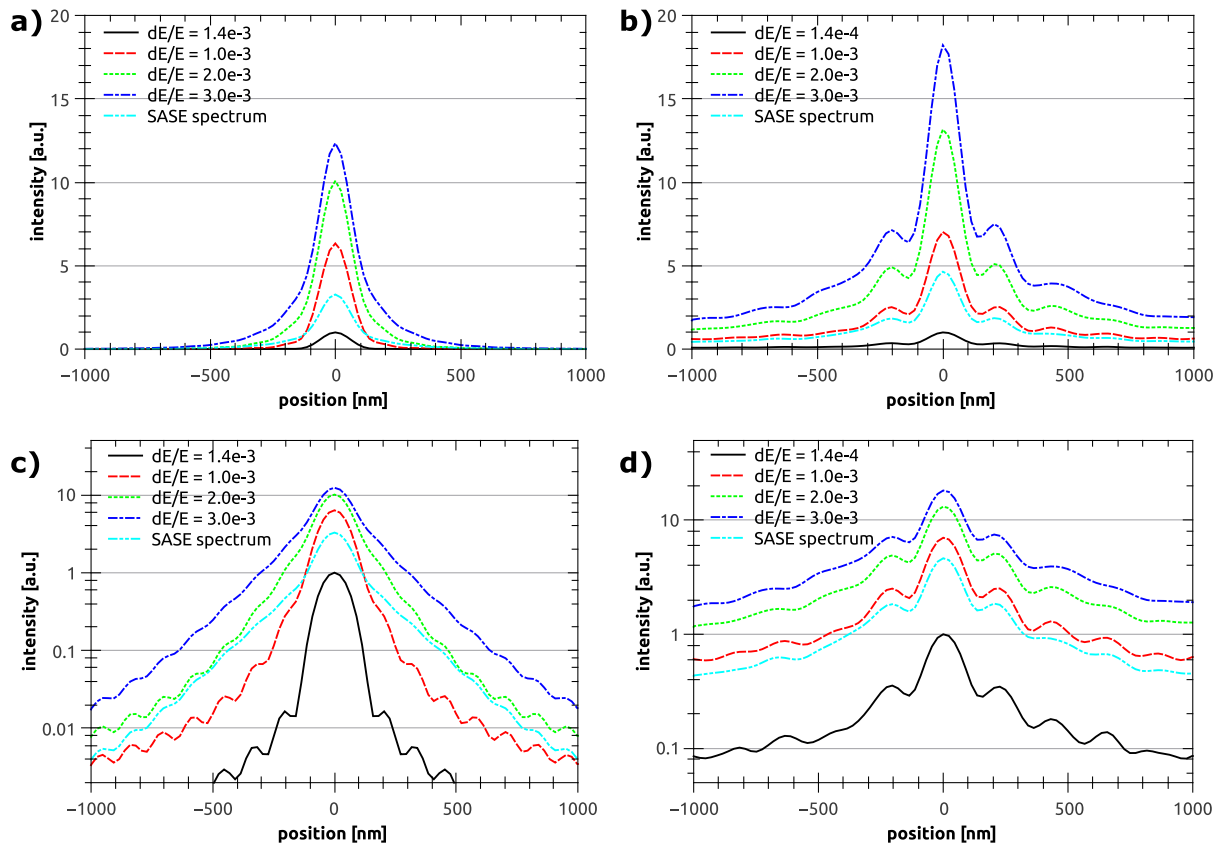 a)
dE/E = 1.4e-3
dE/E = 1.0e-3
dE/E = 2.0e-3
dE/E = 3.0e-3
SASE spectrum
20
15
10
5
0
intensity [a.u.]
−1000 −500 0 500 1000
position [nm]
b)
dE/E = 1.4e-4
dE/E = 1.0e-3
dE/E = 2.0e-3
dE/E = 3.0e-3
SASE spectrum
20
15
10
5
0
intensity [a.u.]
−1000 −500 0 500 1000
position [nm]
c)
dE/E = 1.4e-3
dE/E = 1.0e-3
dE/E = 2.0e-3
dE/E = 3.0e-3
SASE spectrum
10
1
0.1
0.01
intensity [a.u.]
−1000 −500 0 500 1000
position [nm]
d)
dE/E = 1.4e-4
dE/E = 1.0e-3
dE/E = 2.0e-3
dE/E = 3.0e-3
SASE spectrum
10
1
0.1
intensity [a.u.]
−1000 −500 0 500 1000
position [nm]